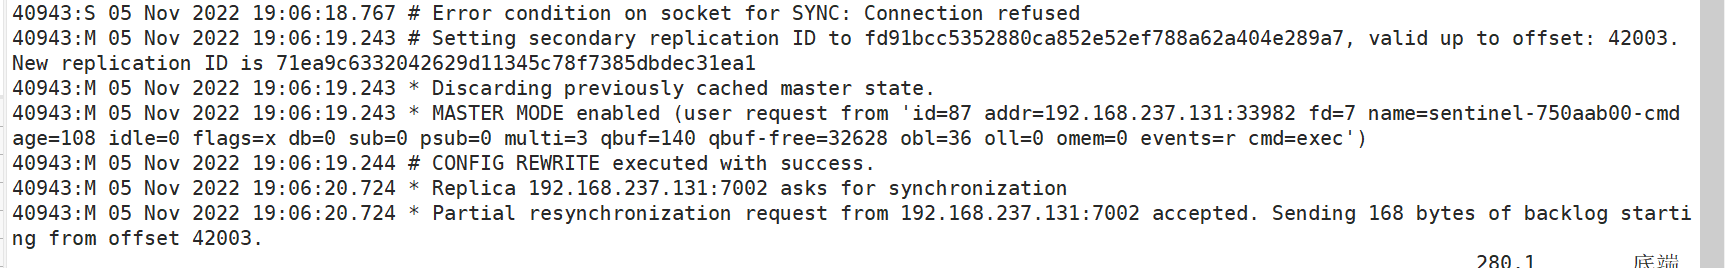 40943:S 05 Nov 2022 19:06:18.767 # Error condition on socket for SYNC: Connection refused
40943:M 05 Nov 2022 19:06:19.243 # Setting secondary replication ID to fd91bcc5352880ca852e52ef788a62a404e289a7, valid up to offset: 42003.
New replication ID is 71ea9c6332042629d11345c78f7385dbdec31ea1
40943:M 05 Nov 2022 19:06:19.243 * Discarding previously cached master state.
40943:M 05 Nov 2022 19:06:19.243 * MASTER MODE enabled (user request from 'id=87 addr=192.168.237.131:33982 fd=7 name=sentinel-750aab00-cmd
age=108 idle=0 flags=x db=0 sub=0 psub=0 multi=3 qbuf=140 qbuf-free=32628 obl=36 oll=0 omem=0 events=r cmd=exec')
40943:M 05 Nov 2022 19:06:19.244 # CONFIG REWRITE executed with success.
40943:M 05 Nov 2022 19:06:20.724 * Replica 192.168.237.131:7002 asks for synchronization
40943:M 05 Nov 2022 19:06:20.724 * Partial resynchronization request from 192.168.237.131:7002 accepted. Sending 168 bytes of backlog starti
ng from offset 42003.
280,1 底端